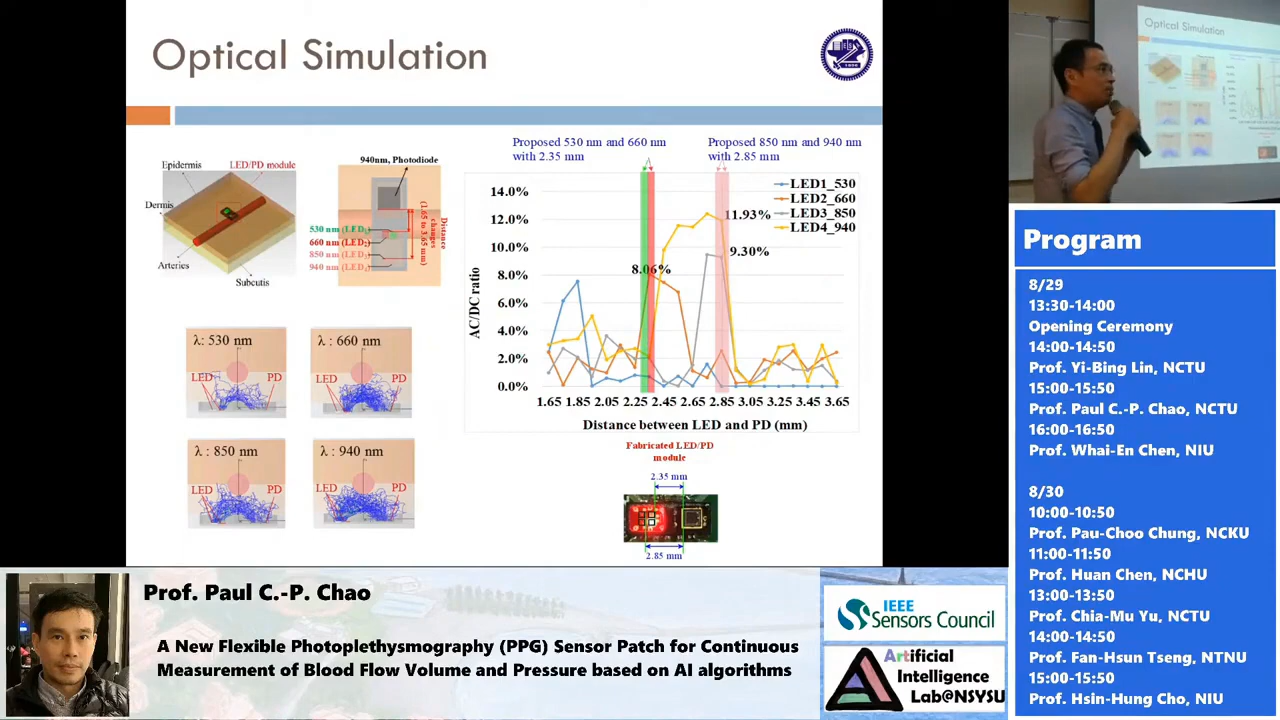 Optical Simulation
Epidermis
LED/PD module
Dermis
Arteries
Subcutis
940nm, Photodiode
530 nm (LED1)
660 nm (LED2)
850 nm (LED3)
940 nm (LED4)
Distance
changes
(1.65 to 3.65 mm)
λ: 530 nm
LED
PD
λ : 660 nm
LED
PD
λ : 850 nm
LED
PD
λ : 940 nm
LED
PD
Proposed 530 nm and 660 nm
with 2.35 mm
Proposed 850 nm and 940 nm
with 2.85 mm
AC/DC ratio
14.0%
12.0%
10.0%
8.0%
6.0%
4.0%
2.0%
0.0%
LED1_530
LED2_660
LED3_850
LED4_940
11.93%
9.30%
8.06%
1.65 1.85 2.05 2.25 2.45 2.65 2.85 3.05 3.25 3.45 3.65
Distance between LED and PD (mm)
Fabricated LED/PD
module
2.35 mm
2.85 mm
Optical Simulation
Program
8/29
13:30-14:00
Opening Ceremony
14:00-14:50
Prof. Yi-Bing Lin, NCTU
15:00-15:50
Prof. Paul C.-P. Chao, NCTU
16:00-16:50
Prof. Whai-En Chen, NIU
8/30
10:00-10:50
Prof. Pau-Choo Chung, NCKU
11:00-11:50
Prof. Huan Chen, NCHU
13:00-13:50
Prof. Chia-Mu Yu, NCTU
14:00-14:50
Prof. Fan-Hsun Tseng, NTNU
15:00-15:50
Prof. Hsin-Hung Cho, NIU
Prof. Paul C.-P. Chao
A New Flexible Photoplethysmography (PPG) Sensor Patch for Continuous
Measurement of Blood Flow Volume and Pressure based on AI algorithms
IEEE
Sensors Council
Artificial
Intelligence
Lab@NSYSU